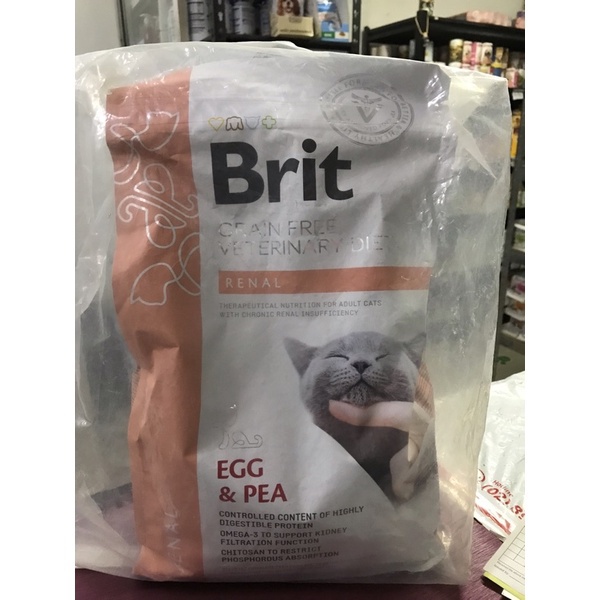 Brit
GRAIN FREE
VETERINARY DIET
RENAL
THERAPEUTICAL NUTRITION FOR ADULT CATS
WITH CHRONIC RENAL INSUFFICIENCY
EGG
& PEA
CONTROLLED CONTENT OF HIGHLY
DIGESTIBLE PROTEIN
OMEGA-3 TO SUPPORT KIDNEY
FILTRATION FUNCTION
CHITOSAN TO RESTRICT
PHOSPHOROUS ABSORPTION